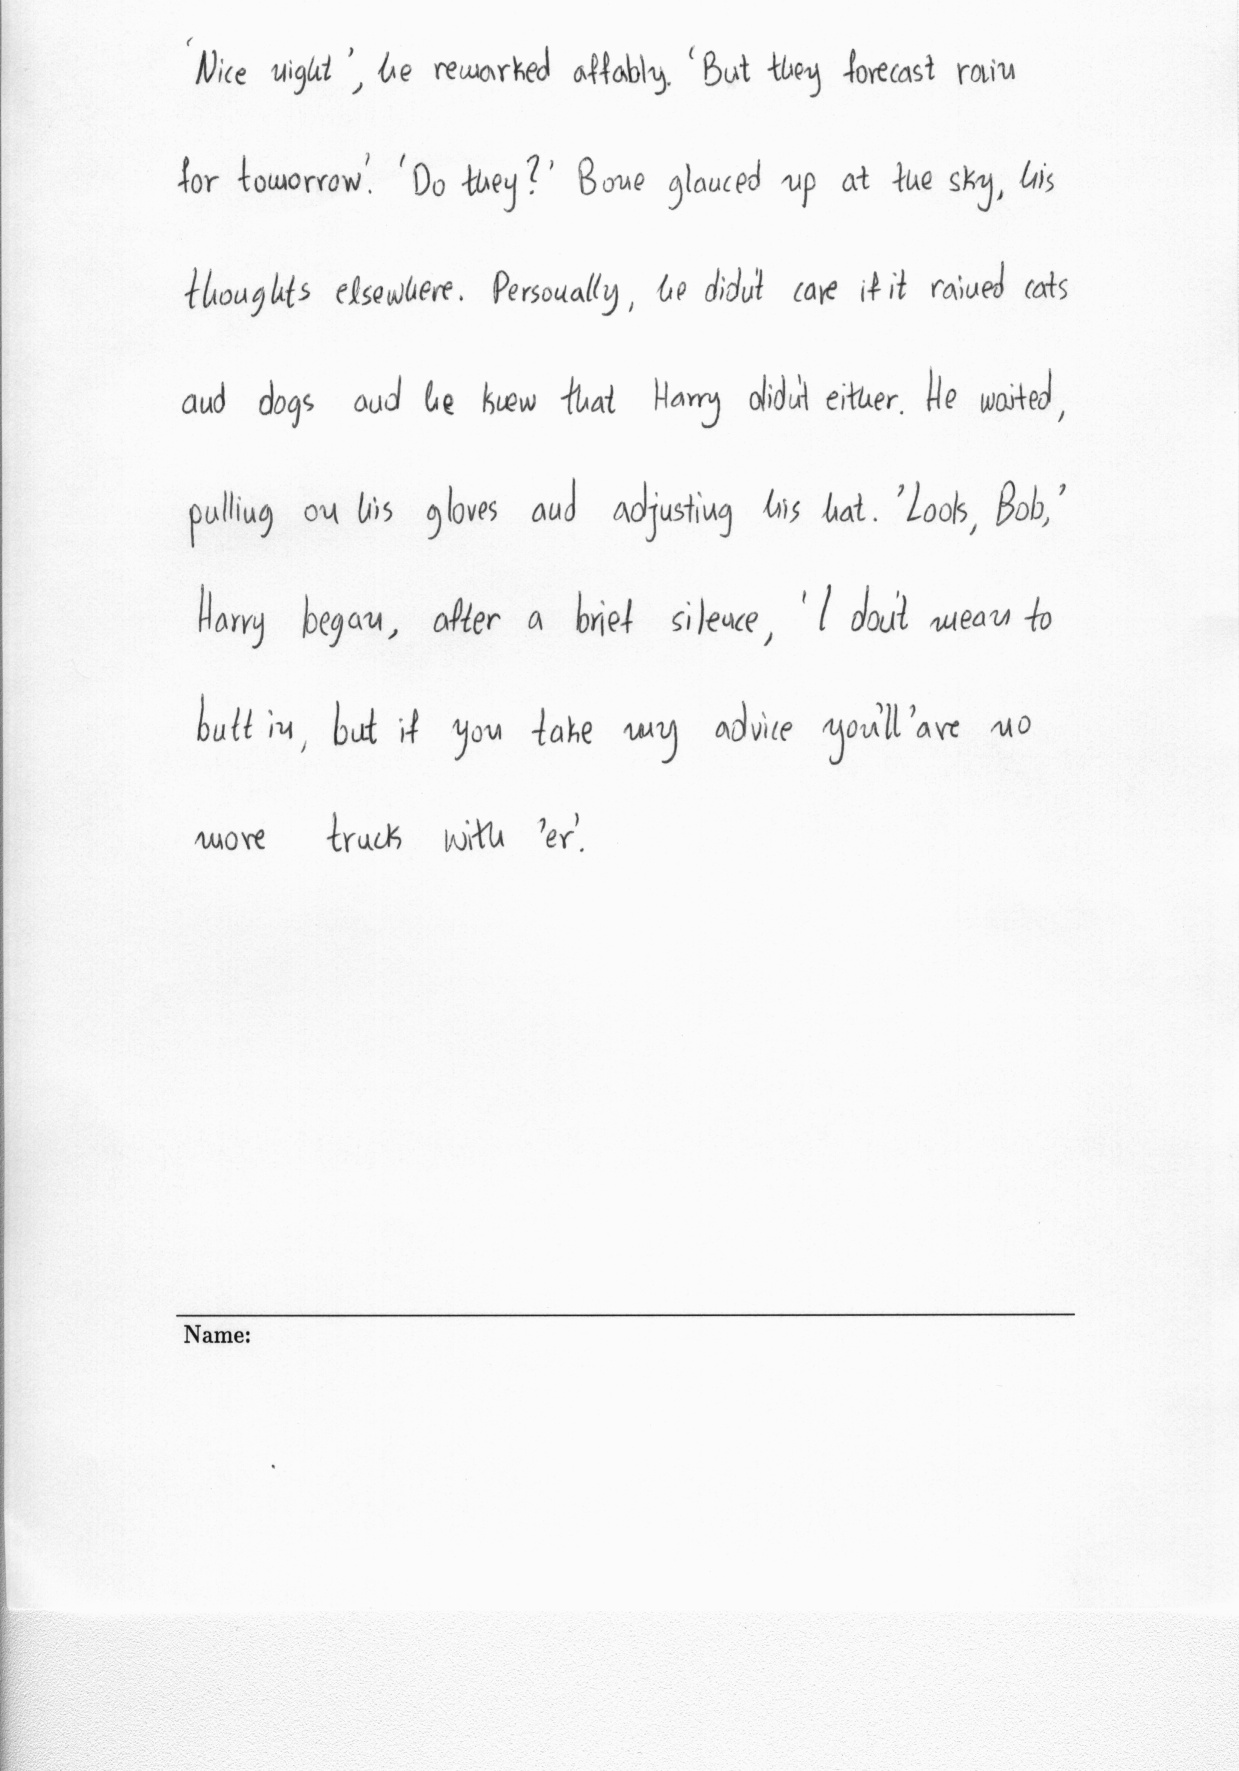 'Nice night', he remarked affably. 'But they forecast rain
for tomorrow'. 'Do they?' Bone glanced up at the sky, his
thoughts elsewhere. Personally, he didn't care if it rained cats
and dogs and he knew that Harry didn't either. He waited,
pulling on his gloves and adjusting his hat. 'Look, Bob,'
Harry began, after a brief silence, 'I don't mean to
butt in, but if you take my advice you'll 'ave no
more truck with 'er'.
Name: